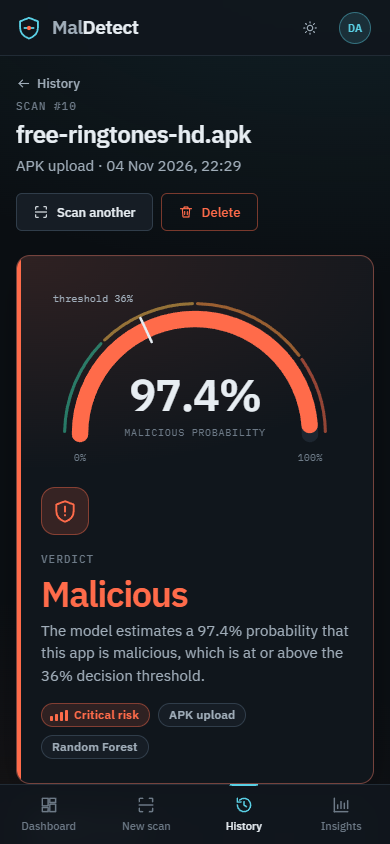 MalDetect
DA
← History
SCAN #10
free-ringtones-hd.apk
APK upload · 04 Nov 2026, 22:29
Scan another
Delete
threshold 36%
97.4%
MALICIOUS PROBABILITY
0%
100%
VERDICT
Malicious
The model estimates a 97.4% probability that
this app is malicious, which is at or above the
36% decision threshold.
Critical risk
APK upload
Random Forest
Dashboard
New scan
History
Insights